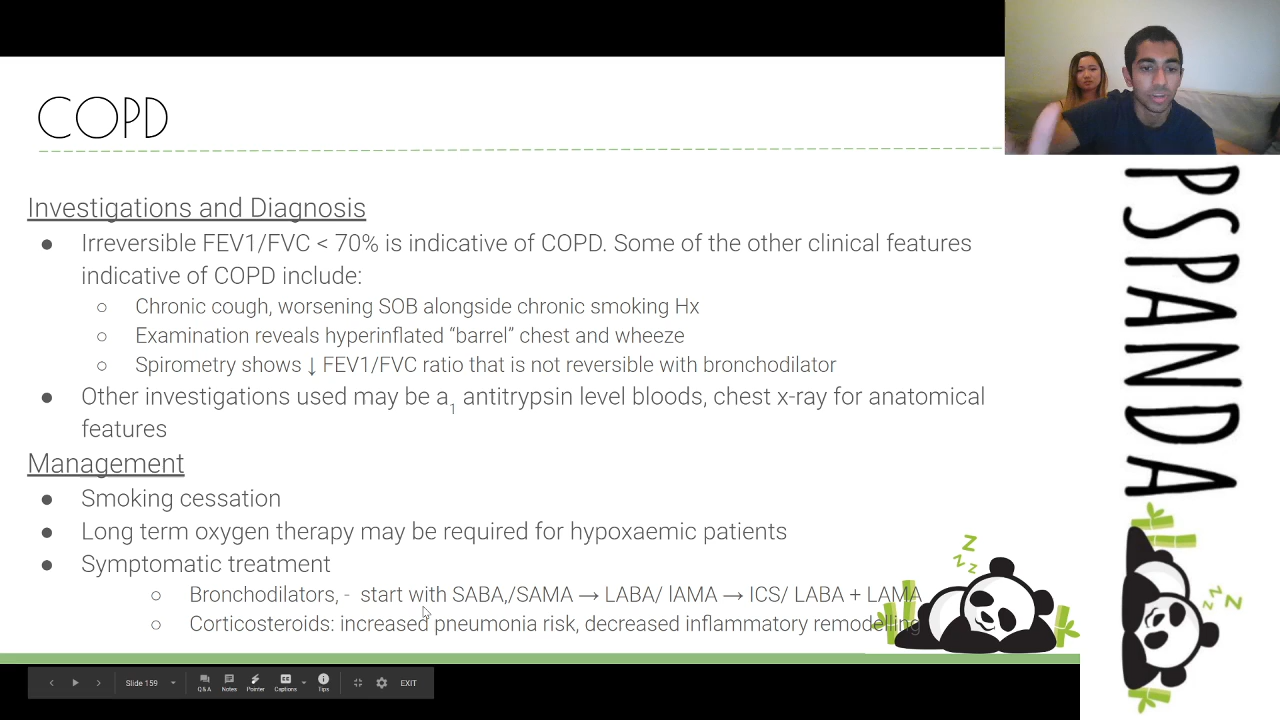 COPD
Investigations and Diagnosis
● Irreversible FEV1/FVC < 70% is indicative of COPD. Some of the other clinical features
indicative of COPD include:
○ Chronic cough, worsening SOB alongside chronic smoking Hx
○ Examination reveals hyperinflated “barrel” chest and wheeze
○ Spirometry shows ↓ FEV1/FVC ratio that is not reversible with bronchodilator
● Other investigations used may be a1 antitrypsin level bloods, chest x-ray for anatomical
features
Management
● Smoking cessation
● Long term oxygen therapy may be required for hypoxaemic patients
● Symptomatic treatment
○ Bronchodilators, - start with SABA,/SAMA → LABA/ lAMA → ICS/ LABA + LAMA
○ Corticosteroids: increased pneumonia risk, decreased inflammatory remodelling
z z z
PSPANDA
z z z
Slide 159
Q&A Notes Pointer Captions Tips EXIT